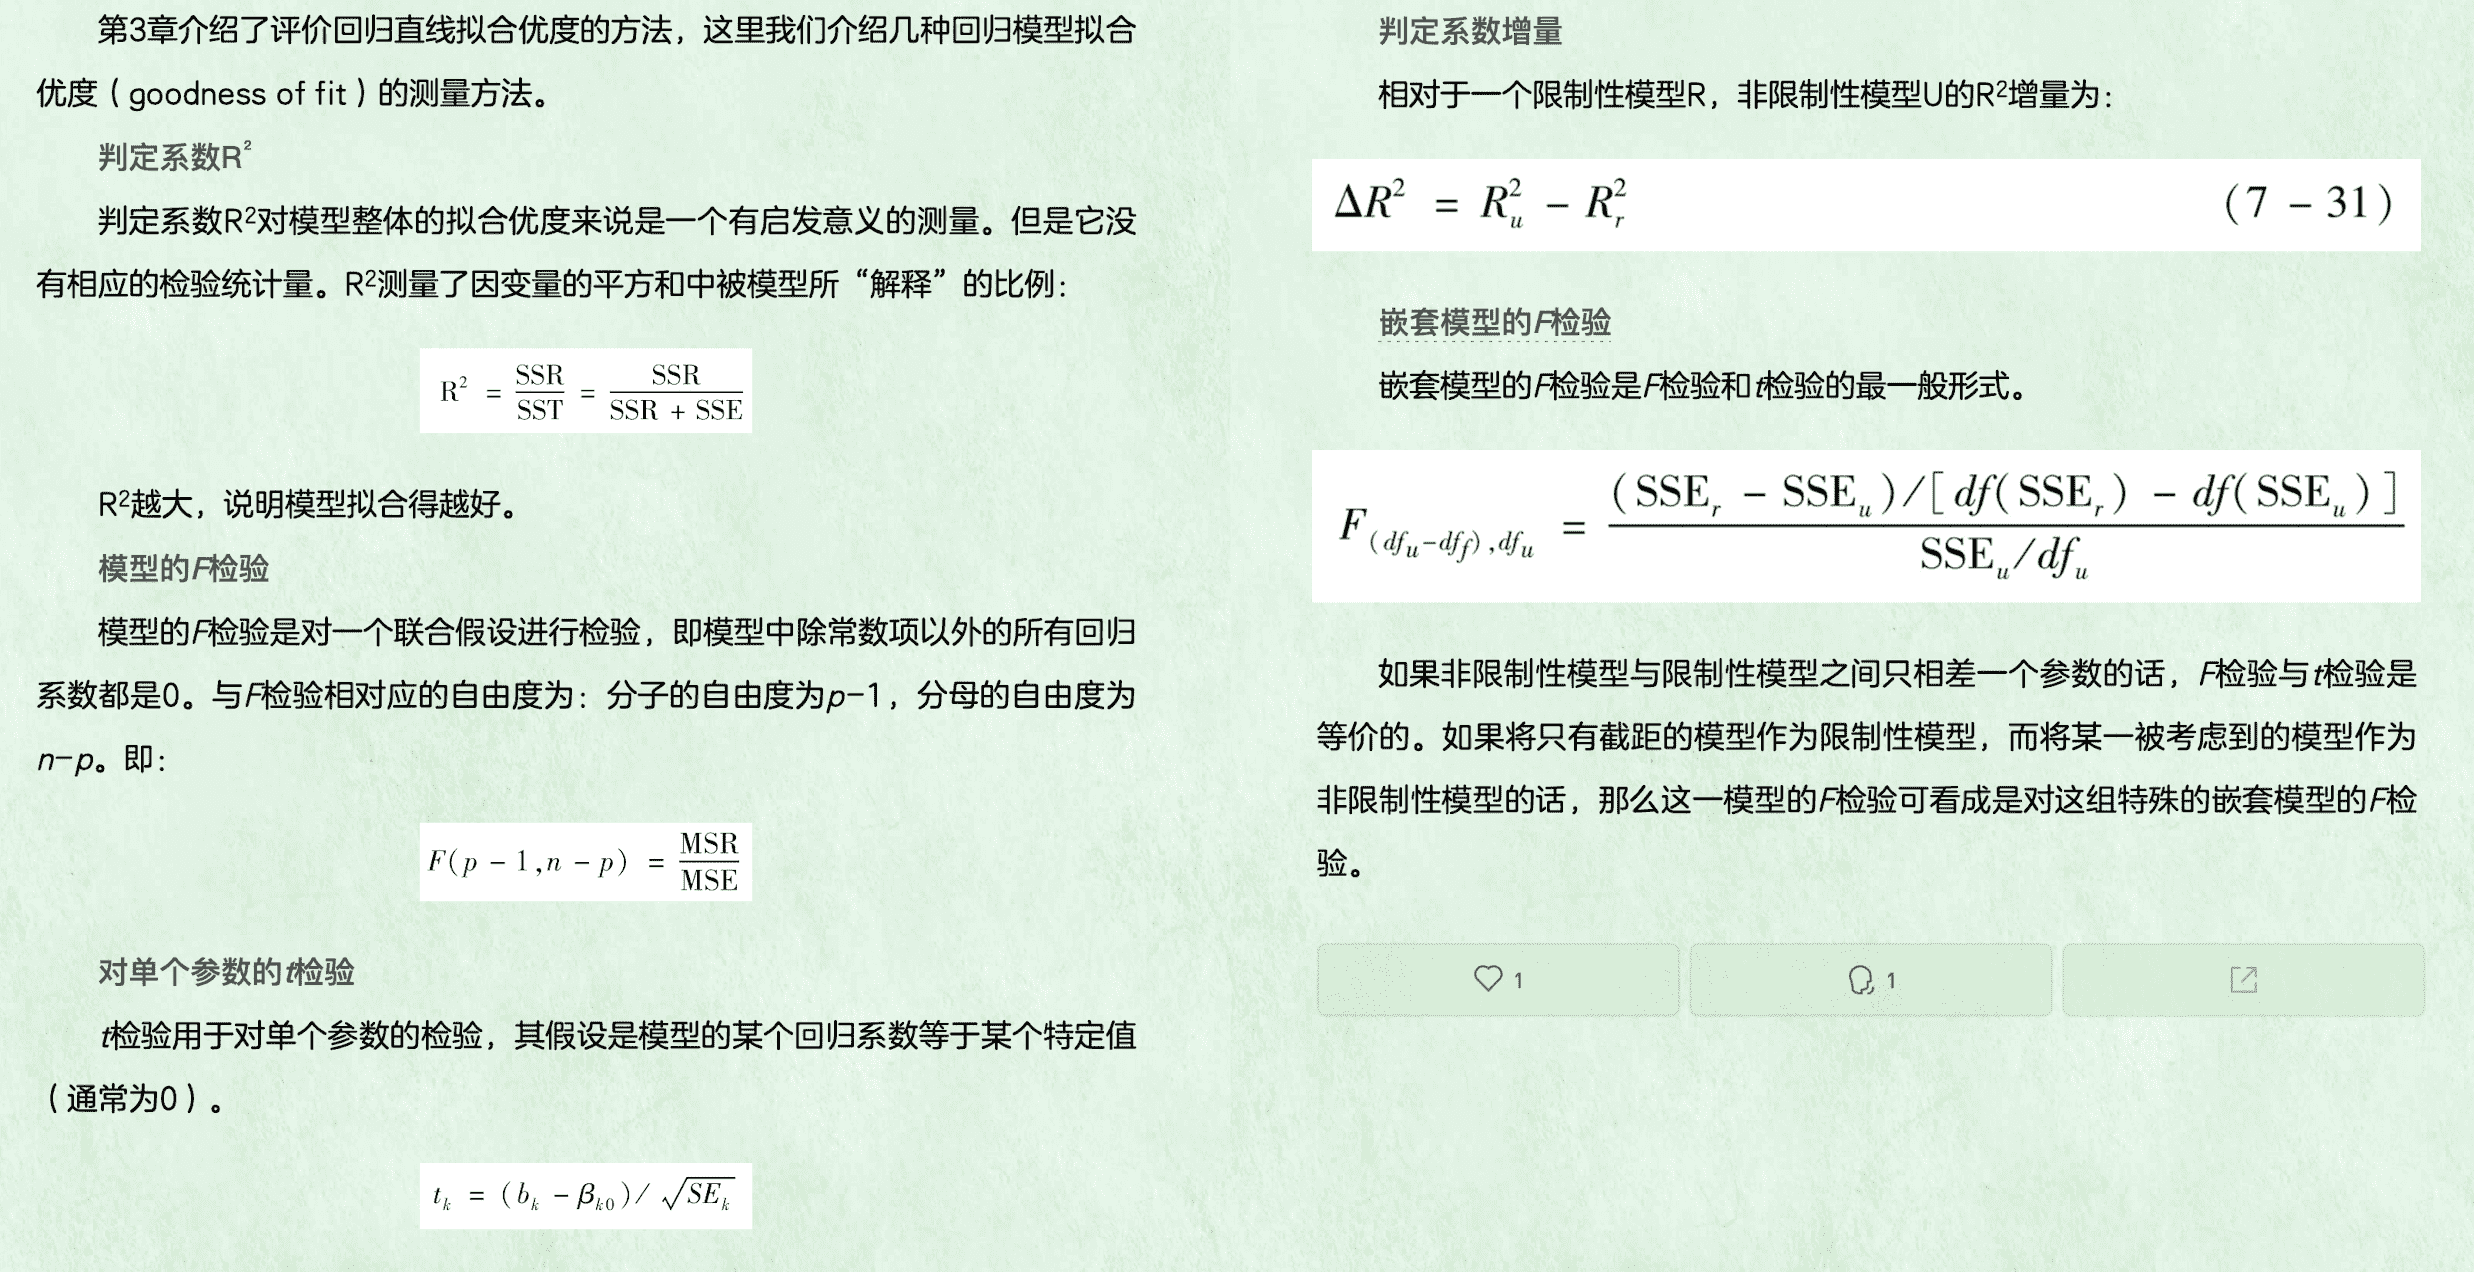 第3章介绍了评价回归直线拟合优度的方法，这里我们介绍几种回归模型拟合
优度（goodness of fit）的测量方法。
判定系数R²
判定系数R²对模型整体的拟合优度来说是一个有启发意义的测量。但是它没
有相应的检验统计量。R²测量了因变量的平方和中被模型所“解释”的比例：
R² = SSR/SST = SSR/(SSR + SSE)
R²越大，说明模型拟合得越好。
模型的F检验
模型的F检验是对一个联合假设进行检验，即模型中除常数项以外的所有回归
系数都是0。与F检验相对应的自由度为：分子的自由度为p-1，分母的自由度为
n-p。即：
F(p - 1,n - p) = MSR/MSE
对单个参数的t检验
t检验用于对单个参数的检验，其假设是模型的某个回归系数等于某个特定值
（通常为0）。
t_k = (b_k - β_k0)/√SE_k
判定系数增量
相对于一个限制性模型R，非限制性模型U的R²增量为：
ΔR² = R²_u - R²_r (7 - 31)
嵌套模型的F检验
嵌套模型的F检验是F检验和t检验的最一般形式。
F_(df_u-df_f),df_u = (SSE_r - SSE_u)/[df(SSE_r) - df(SSE_u)] / SSE_u/df_u
如果非限制性模型与限制性模型之间只相差一个参数的话，F检验与t检验是
等价的。如果将只有截距的模型作为限制性模型，而将某一被考虑到的模型作为
非限制性模型的话，那么这一模型的F检验可看成是对这组特殊的嵌套模型的F检
验。
1
1